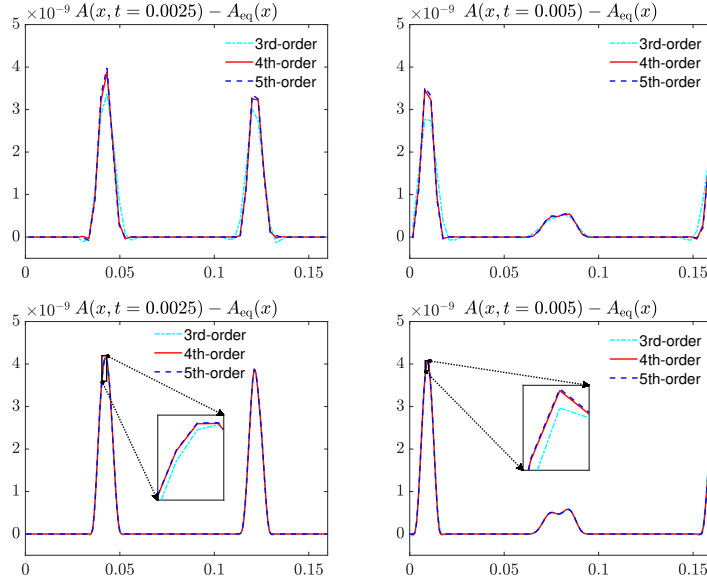 ×10⁻⁹ A(x, t = 0.0025) − A_eq(x)
5
4
3
2
1
0
0 0.05 0.1 0.15
3rd-order
4th-order
5th-order
×10⁻⁹ A(x, t = 0.005) − A_eq(x)
5
4
3
2
1
0
0 0.05 0.1 0.15
3rd-order
4th-order
5th-order
×10⁻⁹ A(x, t = 0.0025) − A_eq(x)
5
4
3
2
1
0
0 0.05 0.1 0.15
3rd-order
4th-order
5th-order
×10⁻⁹ A(x, t = 0.005) − A_eq(x)
5
4
3
2
1
0
0 0.05 0.1 0.15
3rd-order
4th-order
5th-order